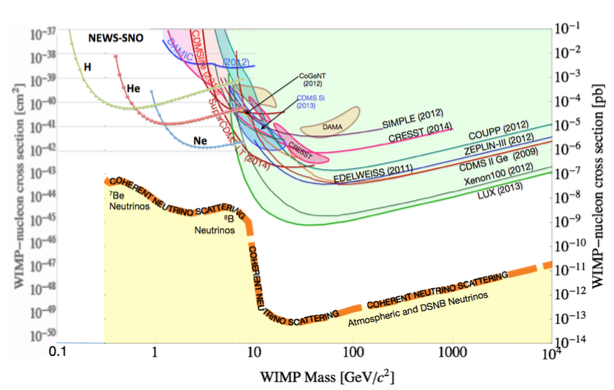 NEWS-SNO
H
He
Ne
DAMIC
(2012)
CDMSlite
SuperCDMS LT (2014)
CoGeNT
(2012)
CDMS Si
(2013)
DAMA
CRESST
SIMPLE (2012)
CRESST (2014)
COUPP (2012)
ZEPLIN-III (2012)
CDMS II Ge (2009)
EDELWEISS (2011)
Xenon100 (2012)
LUX (2013)
COHERENT NEUTRINO SCATTERING
⁷Be
Neutrinos
⁸B
Neutrinos
COHERENT NEUTRINO SCATTERING
COHERENT NEUTRINO SCATTERING
Atmospheric and DSNB Neutrinos
WIMP−nucleon cross section [cm²]
10⁻³⁷
10⁻³⁸
10⁻³⁹
10⁻⁴⁰
10⁻⁴¹
10⁻⁴²
10⁻⁴³
10⁻⁴⁴
10⁻⁴⁵
10⁻⁴⁶
10⁻⁴⁷
10⁻⁴⁸
10⁻⁴⁹
10⁻⁵⁰
10⁻¹
10⁻²
10⁻³
10⁻⁴
10⁻⁵
10⁻⁶
10⁻⁷
10⁻⁸
10⁻⁹
10⁻¹⁰
10⁻¹¹
10⁻¹²
10⁻¹³
10⁻¹⁴
WIMP−nucleon cross section [pb]
0.1 1 10 100 1000 10⁴
WIMP Mass [GeV/c²]